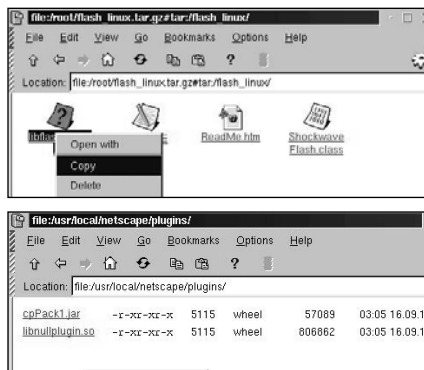 file:/root/flash_linux.tar.gz#tar:/flash_linux/
File Edit View Go Bookmarks Options Help
Location: file:/root/flash_linux.tar.gz#tar:/flash_linux/
ReadMe.htm Shockwave
Flash.class
Open with
Copy
Delete
file:/usr/local/netscape/plugins/
File Edit View Go Bookmarks Options Help
Location: file:/usr/local/netscape/plugins/
cpPack1.jar -r-xr-xr-x 5115 wheel 57089 03:05 16.09.1
libnullplugin.so -r-xr-xr-x 5115 wheel 806862 03:05 16.09.1